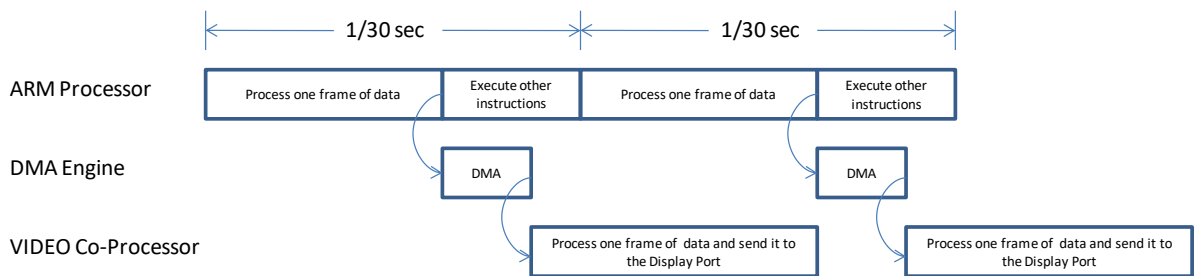 1/30 sec 1/30 sec
ARM Processor
Process one frame of data
Execute other
instructions
Process one frame of data
Execute other
instructions
DMA Engine
DMA
DMA
VIDEO Co-Processor
Process one frame of data and send it to
the Display Port
Process one frame of data and send it to
the Display Port